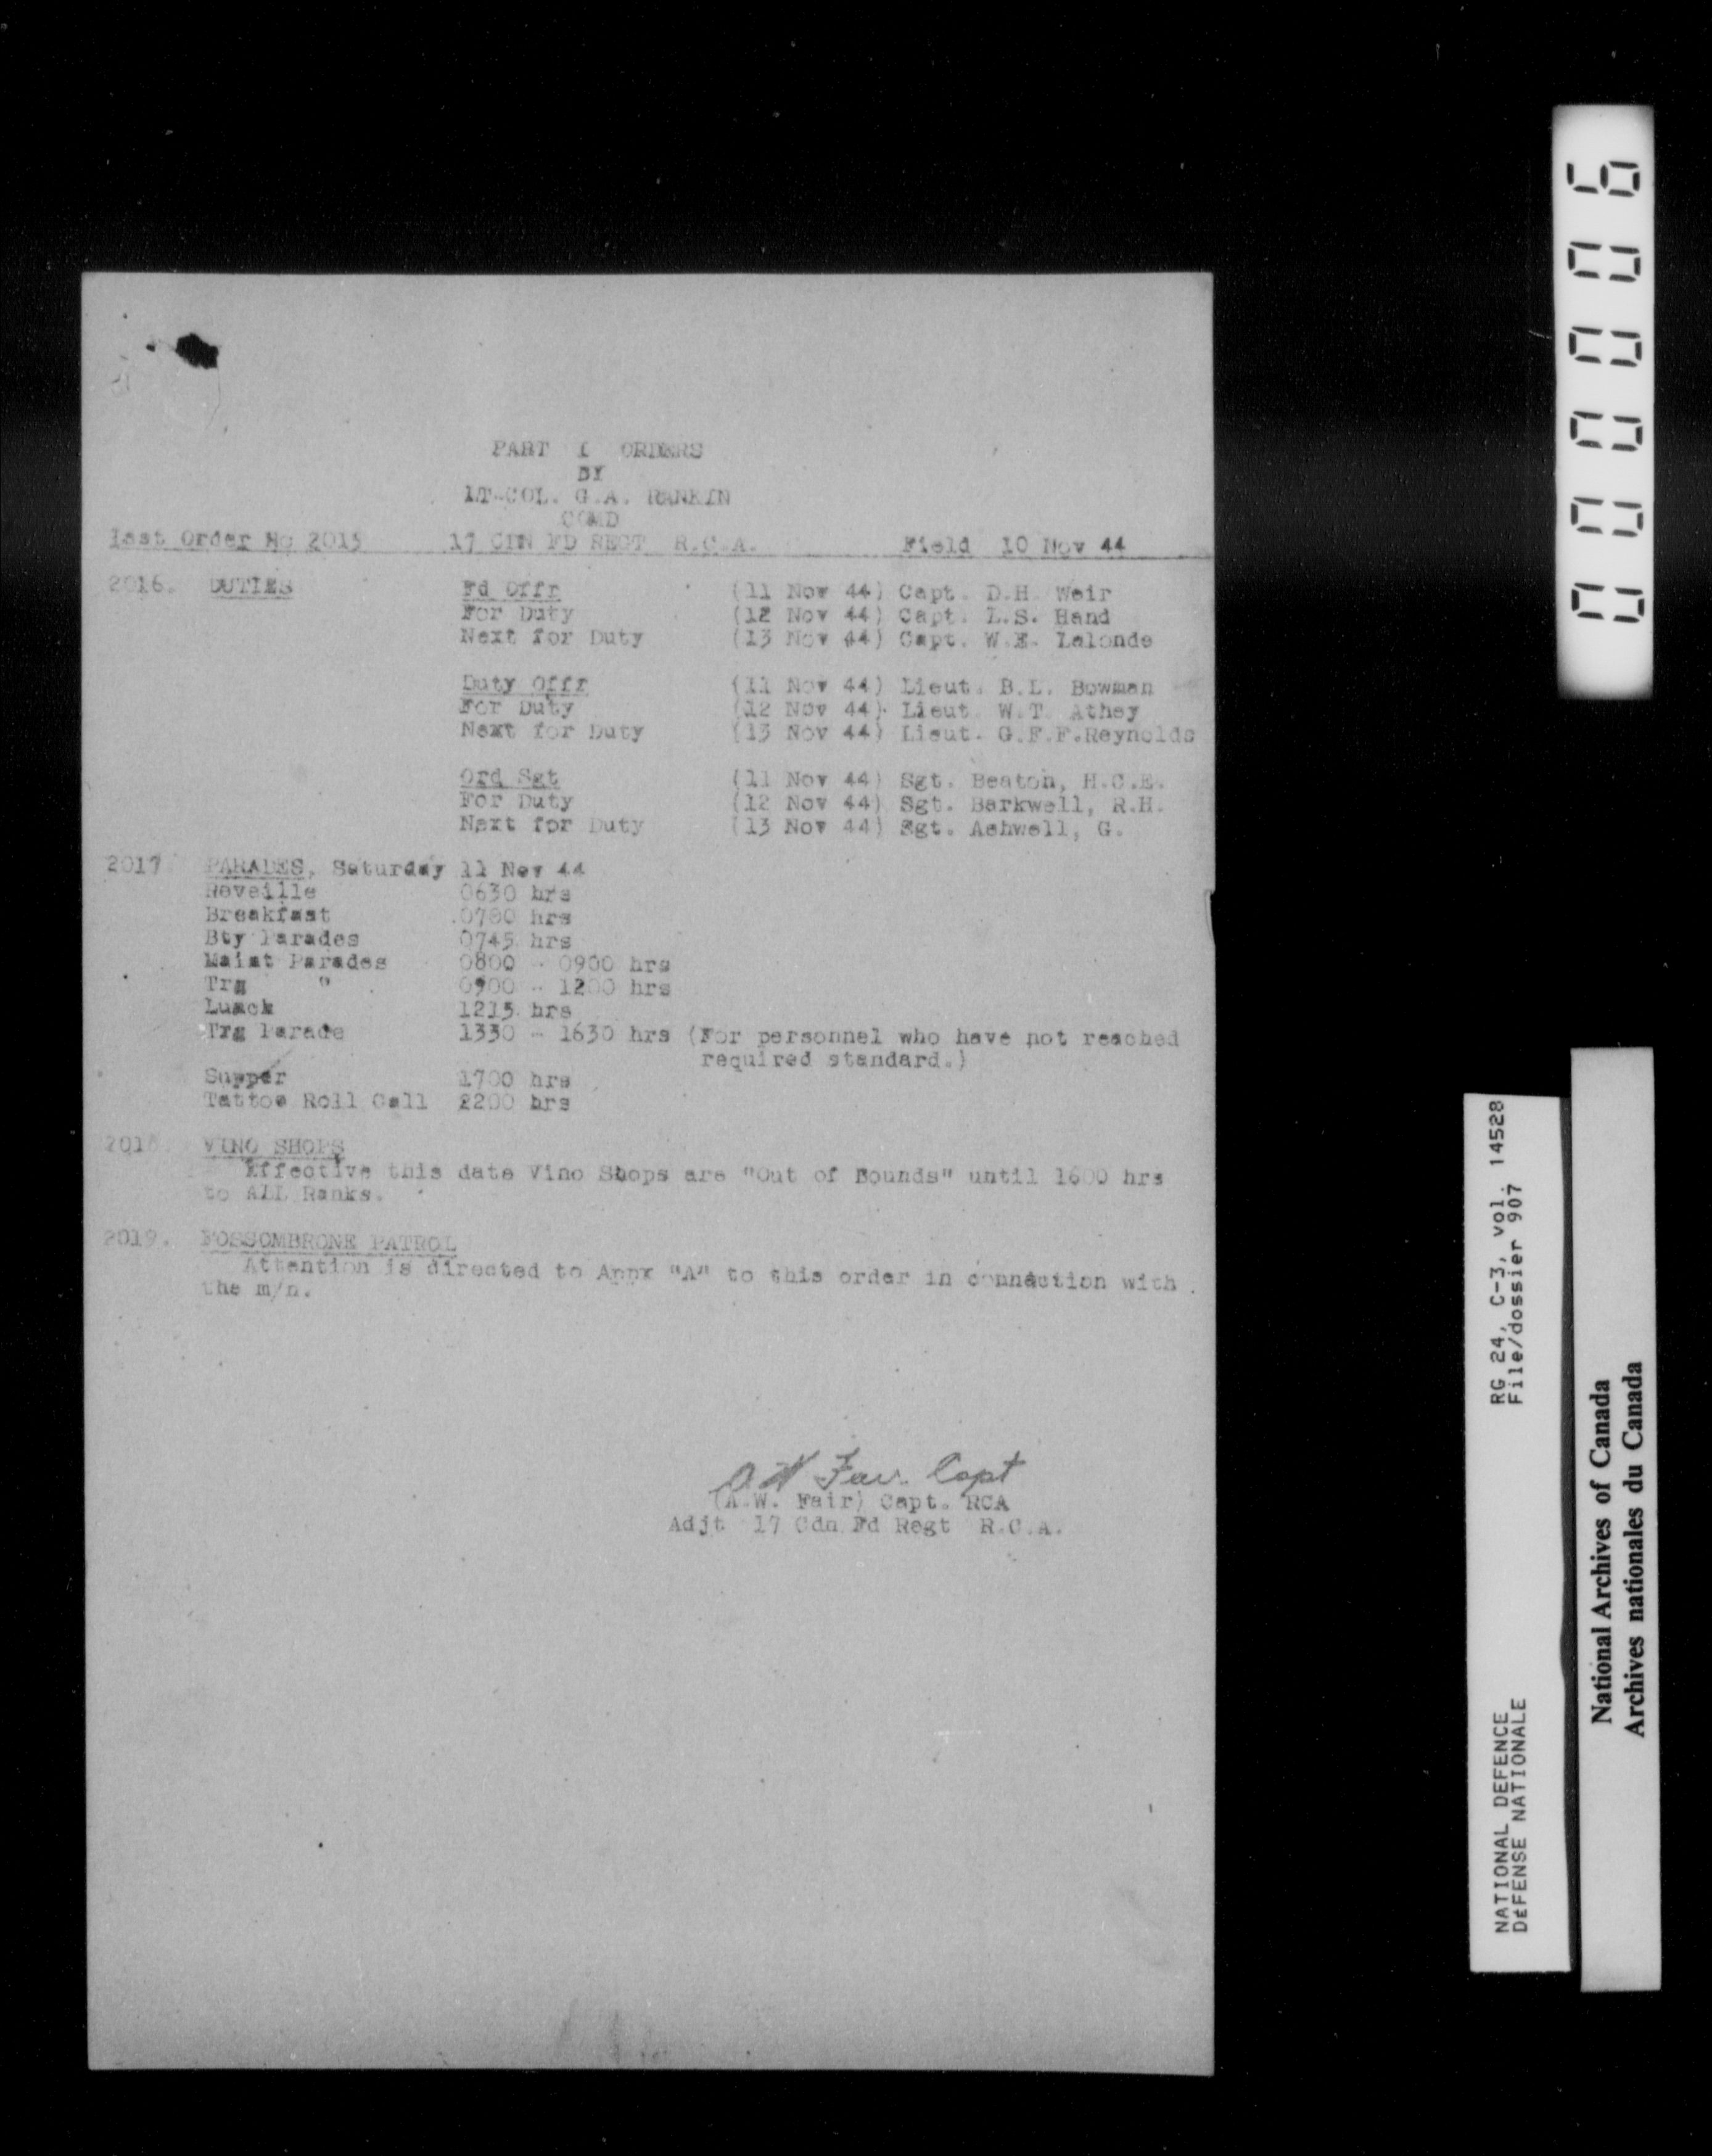 PART I ORDERS
BY
LT-COL. G.A. RANKIN
COMD
Last Order No 2015 17 CDN FD REGT R.C.A. Field 10 Nov 44
2016. DUTIES Fd Offr (11 Nov 44) Capt. D.H. Weir
For Duty (12 Nov 44) Capt. L.S. Hand
Next for Duty (13 Nov 44) Capt. W.E. Lalonde
Duty Offr (11 Nov 44) Lieut. B.L. Bowman
For Duty (12 Nov 44) Lieut W.T. Athey
Next for Duty (13 Nov 44) Lieut. G.F.F.Reynolds
Ord Sgt (11 Nov 44) Sgt. Beaton, H.C.E.
For Duty (12 Nov 44) Sgt. Barkwell, R.H.
Next for Duty (13 Nov 44) Sgt. Ashwell, G.
2017 PARADES, Saturday 11 Nov 44
Reveille 0630 hrs
Breakfast 0700 hrs
Bty Parades 0745 hrs
Maint Parades 0800 - 0900 hrs
Trg " 0900 - 1200 hrs
Lunch 1215 hrs
Trg Parade 1330 - 1630 hrs (For personnel who have not reached
required standard.)
Supper 1700 hrs
Tattoo Roll Call 2200 hrs
2018. VINO SHOPS
Effective this date Vino Shops are "Out of Bounds" until 1600 hrs
to ALL Ranks.
2019. FOSSOMBRONE PATROL
Attention is directed to Appx "A" to this order in connection with
the m/n.
A W Fair Capt
(A.W. Fair) Capt. RCA
Adjt 17 Cdn Fd Regt R.C.A.
000006
RG 24, C-3, vol. 14528
File/dossier 907
NATIONAL DEFENCE
DÉFENSE NATIONALE
National Archives of Canada
Archives nationales du Canada